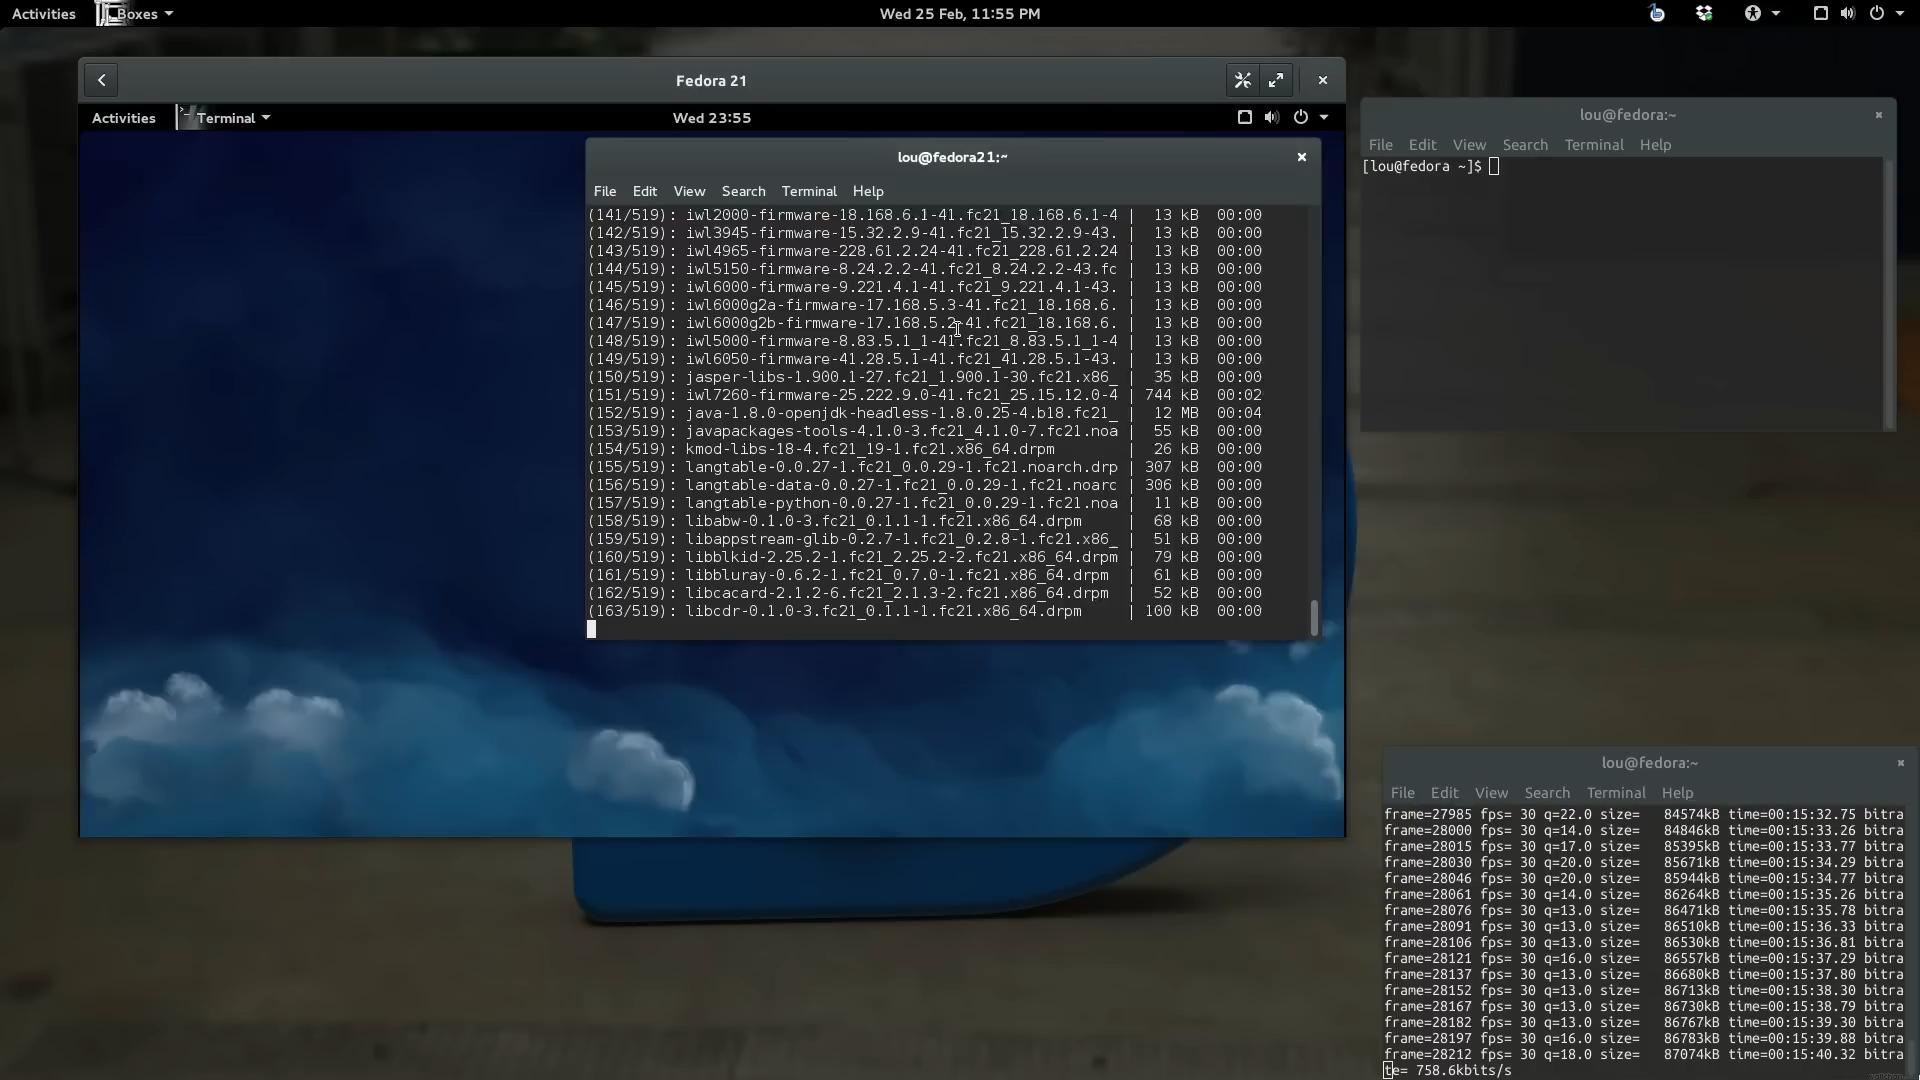 Activities
Boxes
Wed 25 Feb, 11:55 PM
Fedora 21
Activities
Terminal
Wed 23:55
lou@fedora21:~
File Edit View Search Terminal Help
(141/519): iwl2000-firmware-18.168.6.1-41.fc21_18.168.6.1-4 | 13 kB 00:00
(142/519): iwl3945-firmware-15.32.2.9-41.fc21_15.32.2.9-43. | 13 kB 00:00
(143/519): iwl4965-firmware-228.61.2.24-41.fc21_228.61.2.24 | 13 kB 00:00
(144/519): iwl5150-firmware-8.24.2.2-41.fc21_8.24.2.2-43.fc | 13 kB 00:00
(145/519): iwl6000-firmware-9.221.4.1-41.fc21_9.221.4.1-43. | 13 kB 00:00
(146/519): iwl6000g2a-firmware-17.168.5.3-41.fc21_18.168.6. | 13 kB 00:00
(147/519): iwl6000g2b-firmware-17.168.5.2-41.fc21_18.168.6. | 13 kB 00:00
(148/519): iwl5000-firmware-8.83.5.1_1-41.fc21_8.83.5.1_1-4 | 13 kB 00:00
(149/519): iwl6050-firmware-41.28.5.1-41.fc21_41.28.5.1-43. | 13 kB 00:00
(150/519): jasper-libs-1.900.1-27.fc21_1.900.1-30.fc21.x86_ | 35 kB 00:00
(151/519): iwl7260-firmware-25.222.9.0-41.fc21_25.15.12.0-4 | 744 kB 00:02
(152/519): java-1.8.0-openjdk-headless-1.8.0.25-4.b18.fc21_ | 12 MB 00:04
(153/519): javapackages-tools-4.1.0-3.fc21_4.1.0-7.fc21.noa | 55 kB 00:00
(154/519): kmod-libs-18-4.fc21_19-1.fc21.x86_64.drpm | 26 kB 00:00
(155/519): langtable-0.0.27-1.fc21_0.0.29-1.fc21.noarch.drp | 307 kB 00:00
(156/519): langtable-data-0.0.27-1.fc21_0.0.29-1.fc21.noarc | 306 kB 00:00
(157/519): langtable-python-0.0.27-1.fc21_0.0.29-1.fc21.noa | 11 kB 00:00
(158/519): libabw-0.1.0-3.fc21_0.1.1-1.fc21.x86_64.drpm | 68 kB 00:00
(159/519): libappstream-glib-0.2.7-1.fc21_0.2.8-1.fc21.x86_ | 51 kB 00:00
(160/519): libblkid-2.25.2-1.fc21_2.25.2-2.fc21.x86_64.drpm | 79 kB 00:00
(161/519): libbluray-0.6.2-1.fc21_0.7.0-1.fc21.x86_64.drpm | 61 kB 00:00
(162/519): libcacard-2.1.2-6.fc21_2.1.3-2.fc21.x86_64.drpm | 52 kB 00:00
(163/519): libcdr-0.1.0-3.fc21_0.1.1-1.fc21.x86_64.drpm | 100 kB 00:00
lou@fedora:~
File Edit View Search Terminal Help
[lou@fedora ~]$
lou@fedora:~
File Edit View Search Terminal Help
frame=27985 fps= 30 q=22.0 size= 84574kB time=00:15:32.75 bitra
frame=28000 fps= 30 q=14.0 size= 84846kB time=00:15:33.26 bitra
frame=28015 fps= 30 q=17.0 size= 85395kB time=00:15:33.77 bitra
frame=28030 fps= 30 q=20.0 size= 85671kB time=00:15:34.29 bitra
frame=28046 fps= 30 q=20.0 size= 85944kB time=00:15:34.77 bitra
frame=28061 fps= 30 q=14.0 size= 86264kB time=00:15:35.26 bitra
frame=28076 fps= 30 q=13.0 size= 86471kB time=00:15:35.78 bitra
frame=28091 fps= 30 q=13.0 size= 86510kB time=00:15:36.33 bitra
frame=28106 fps= 30 q=13.0 size= 86530kB time=00:15:36.81 bitra
frame=28121 fps= 30 q=16.0 size= 86557kB time=00:15:37.29 bitra
frame=28137 fps= 30 q=13.0 size= 86680kB time=00:15:37.80 bitra
frame=28152 fps= 30 q=13.0 size= 86713kB time=00:15:38.30 bitra
frame=28167 fps= 30 q=13.0 size= 86730kB time=00:15:38.79 bitra
frame=28182 fps= 30 q=13.0 size= 86767kB time=00:15:39.30 bitra
frame=28197 fps= 30 q=16.0 size= 86783kB time=00:15:39.88 bitra
frame=28212 fps= 30 q=18.0 size= 87074kB time=00:15:40.32 bitra
te= 758.6kbits/s